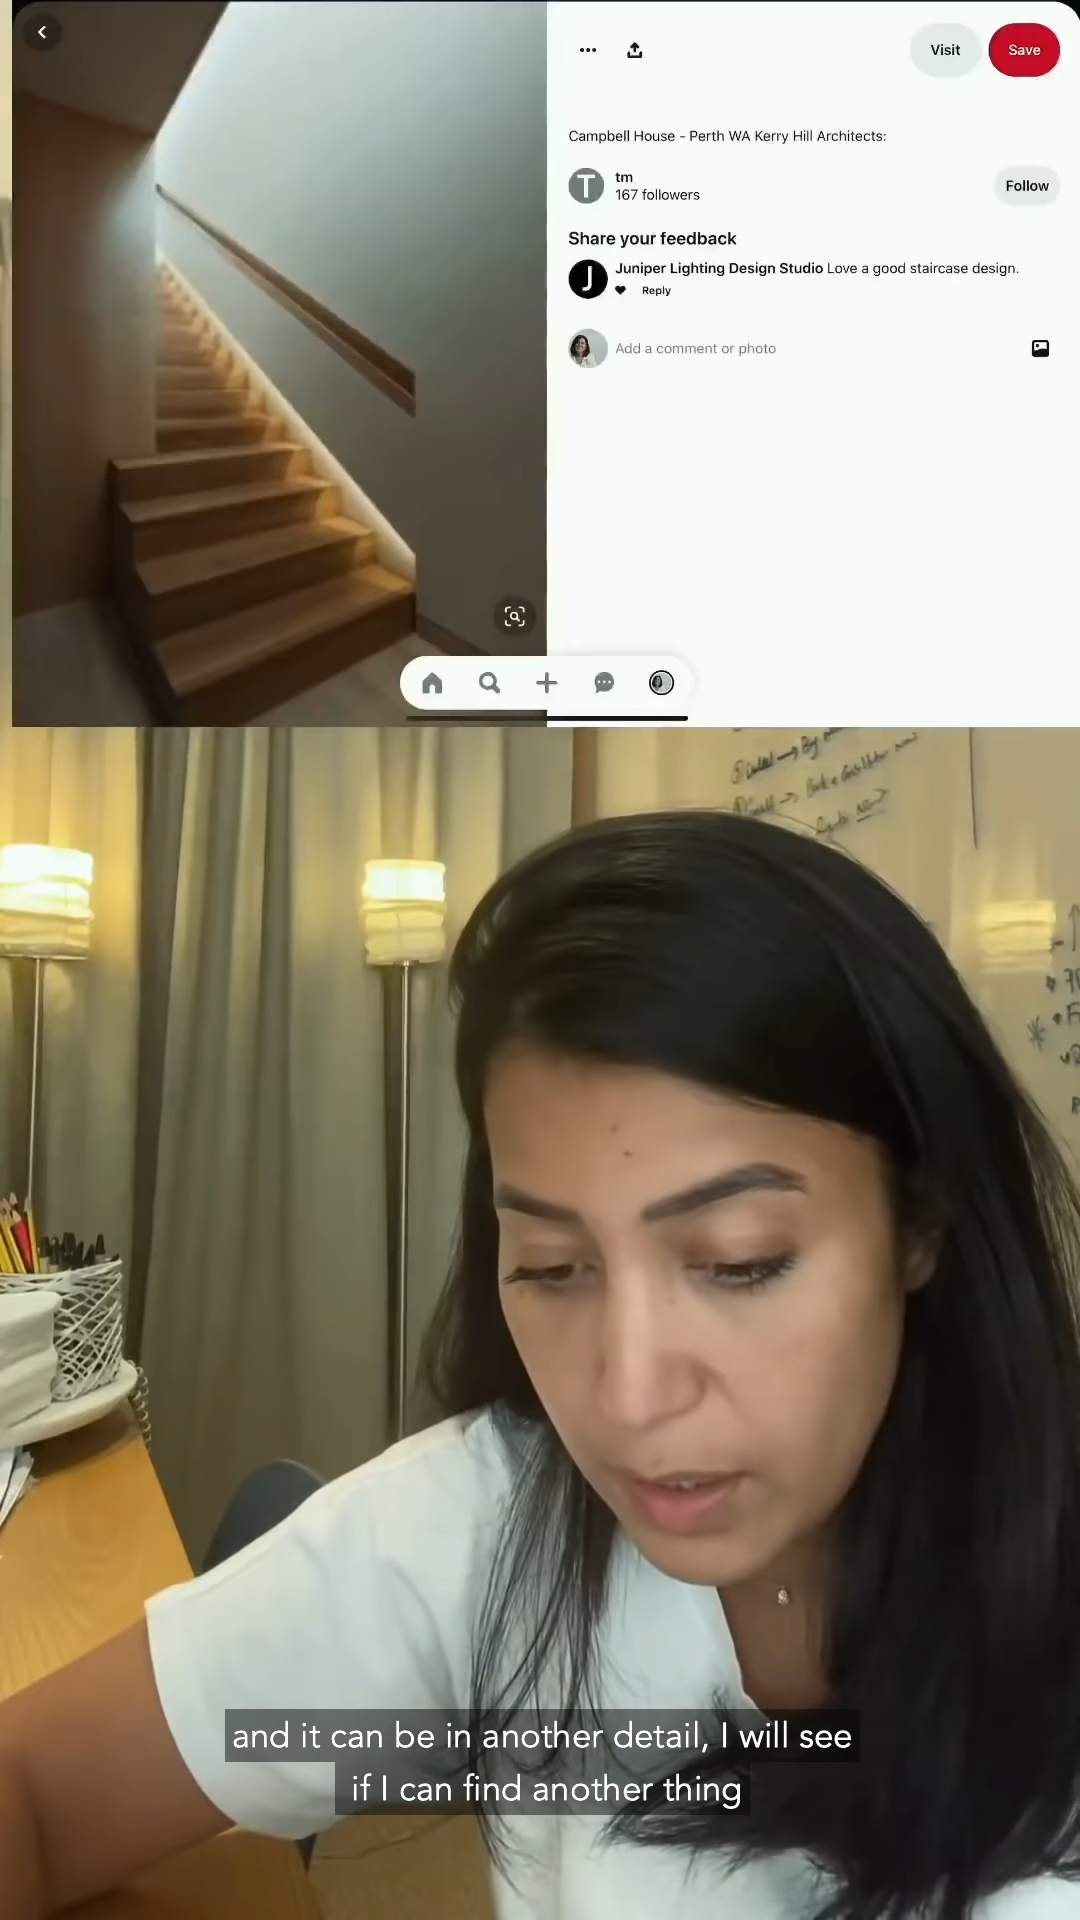 Visit
Save
Campbell House - Perth WA Kerry Hill Architects:
T
tm
167 followers
Follow
Share your feedback
J
Juniper Lighting Design Studio Love a good staircase design.
Reply
Add a comment or photo
and it can be in another detail, I will see
if I can find another thing